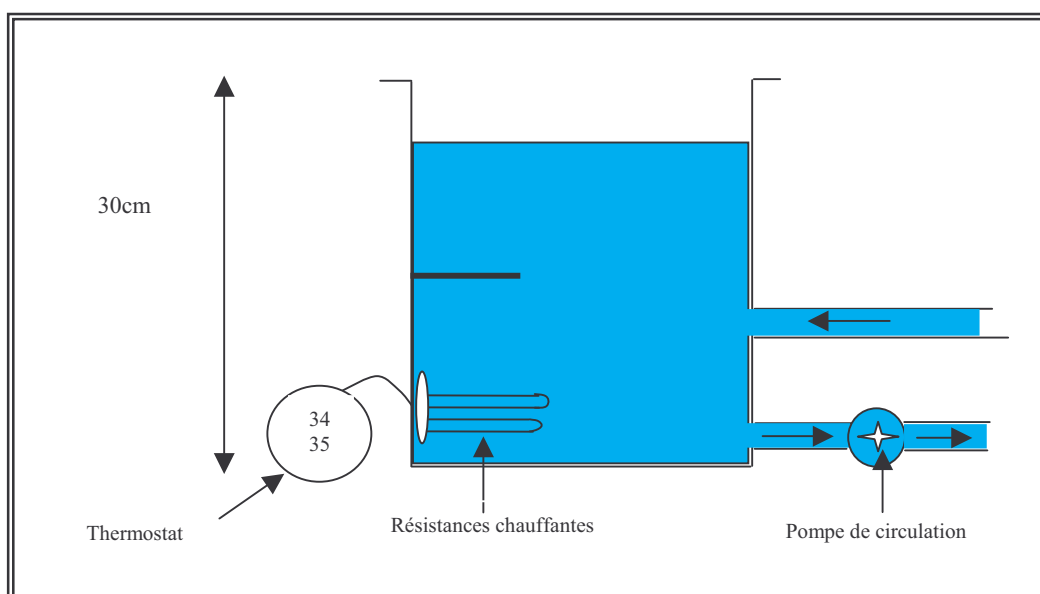 30cm
34
35
Thermostat
Résistances chauffantes
Pompe de circulation